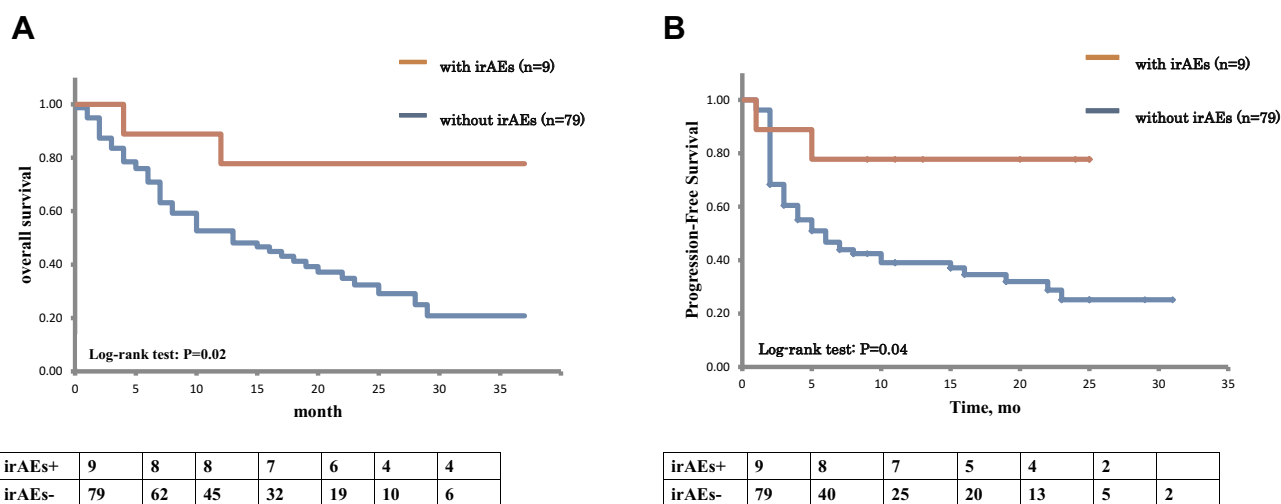 A
with irAEs (n=9)
without irAEs (n=79)
overall survival
1.00
0.80
0.60
0.40
0.20
0.00
Log-rank test: P=0.02
0 5 10 15 20 25 30 35
month
irAEs+ 9 8 8 7 6 4 4
irAEs- 79 62 45 32 19 10 6
B
with irAEs (n=9)
without irAEs (n=79)
Progression-Free Survival
1.00
0.80
0.60
0.40
0.20
0.00
Log-rank test: P=0.04
0 5 10 15 20 25 30 35
Time, mo
irAEs+ 9 8 7 5 4 2
irAEs- 79 40 25 20 13 5 2